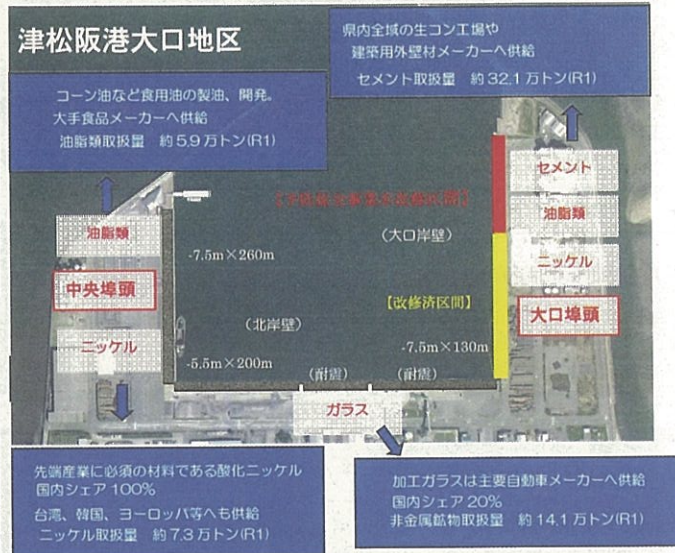 津松阪港大口地区
県内全域の生コン工場や
建築用外壁材メーカーへ供給
セメント取扱量 約32.1万トン(R1)
コーン油など食用油の製油、開発。
大手食品メーカーへ供給
油脂類取扱量 約5.9万トン(R1)
油脂類
中央埠頭
ニッケル
-7.5m×260m
(北岸壁)
-5.5m×200m
(大口岸壁)
【改修済区間】
-7.5m×130m
(耐震)
(耐震)
セメント
油脂類
ニッケル
大口埠頭
ガラス
先端産業に必須の材料である酸化ニッケル
国内シェア100%
台湾、韓国、ヨーロッパ等へも供給
ニッケル取扱量 約7.3万トン(R1)
加工ガラスは主要自動車メーカーへ供給
国内シェア20%
非金属鉱物取扱量 約14.1万トン(R1)